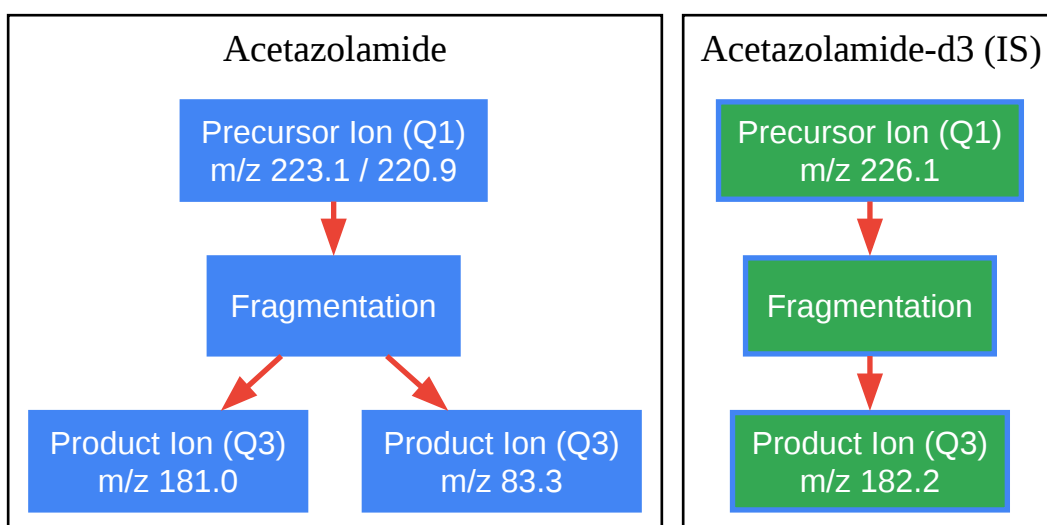 Acetazolamide
Precursor Ion (Q1)
m/z 223.1 / 220.9
Fragmentation
Product Ion (Q3)
m/z 181.0
Product Ion (Q3)
m/z 83.3
Acetazolamide-d3 (IS)
Precursor Ion (Q1)
m/z 226.1
Fragmentation
Product Ion (Q3)
m/z 182.2